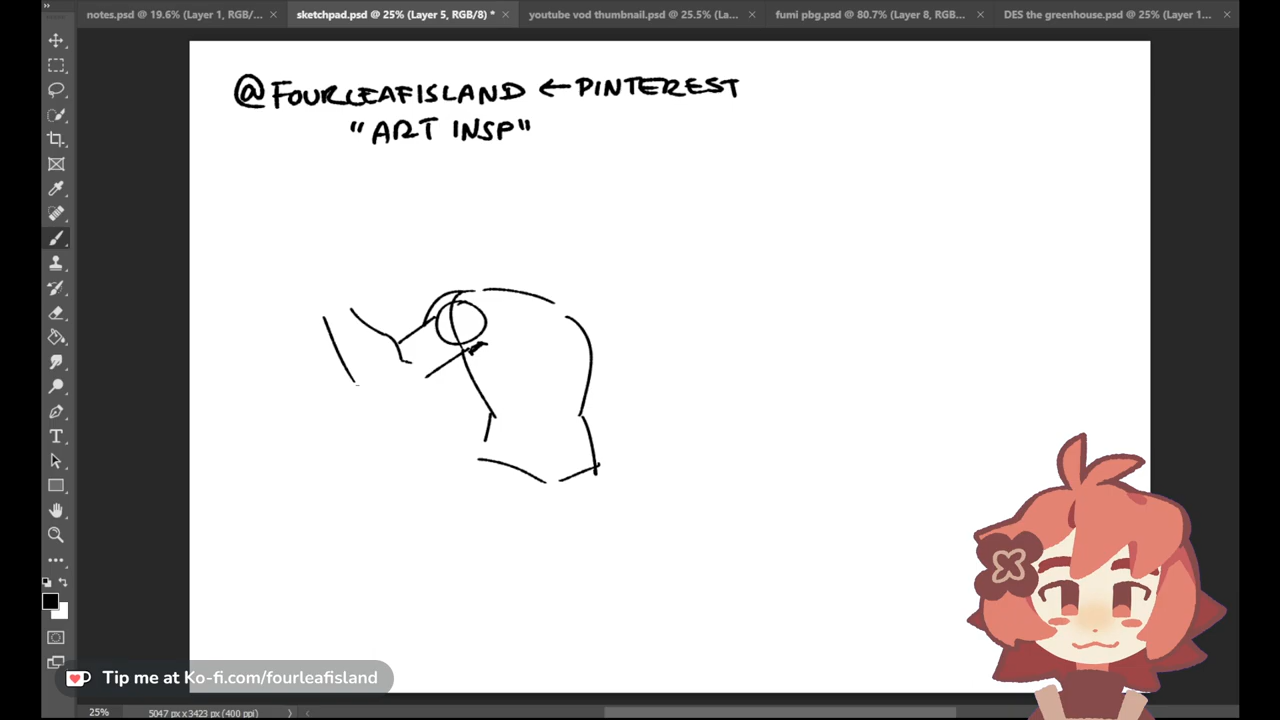 notes.psd @ 19.6% (Layer 1, RGB/... × sketchpad.psd @ 25% (Layer 5, RGB/8) * × youtube vod thumbnail.psd @ 25.5% (La... × fumi pbg.psd @ 80.7% (Layer 8, RGB... × DES the greenhouse.psd @ 25% (Layer 1... ×
@FOURLEAFISLAND ←PINTEREST
"ART INSP"
Tip me at Ko-fi.com/fourleafisland
25% 5047 px x 3423 px (400 ppi)